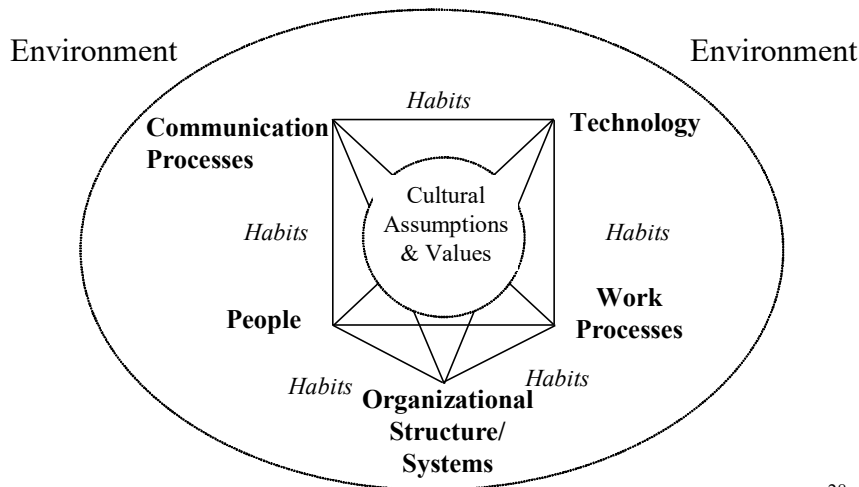 Environment
Environment
Habits
Communication
Processes
Technology
Cultural
Assumptions
& Values
Habits
Habits
People
Work
Processes
Habits
Habits
Organizational
Structure/
Systems